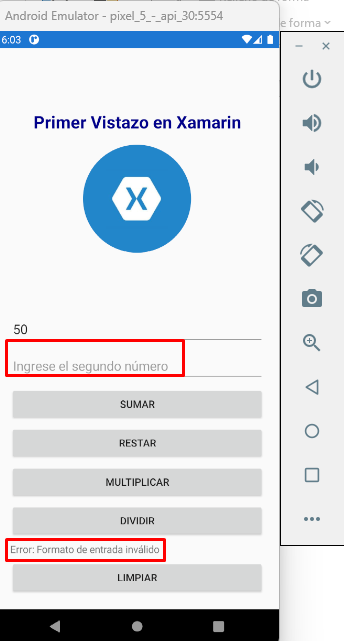 e forma
Android Emulator - pixel_5_-_api_30:5554
6:03
Primer Vistazo en Xamarin
X
50
Ingrese el segundo número
SUMAR
RESTAR
MULTIPLICAR
DIVIDIR
Error: Formato de entrada inválido
LIMPIAR